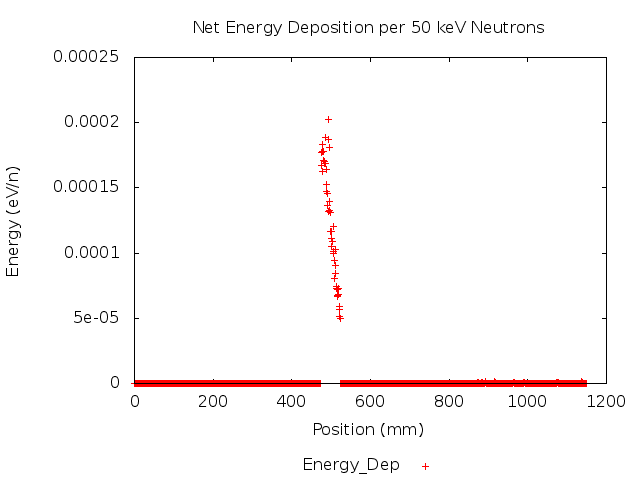 Net Energy Deposition per 50 keV Neutrons
0.00025
0.0002
0.00015
0.0001
5e-05
0
Energy (eV/n)
0 200 400 600 800 1000 1200
Position (mm)
Energy_Dep